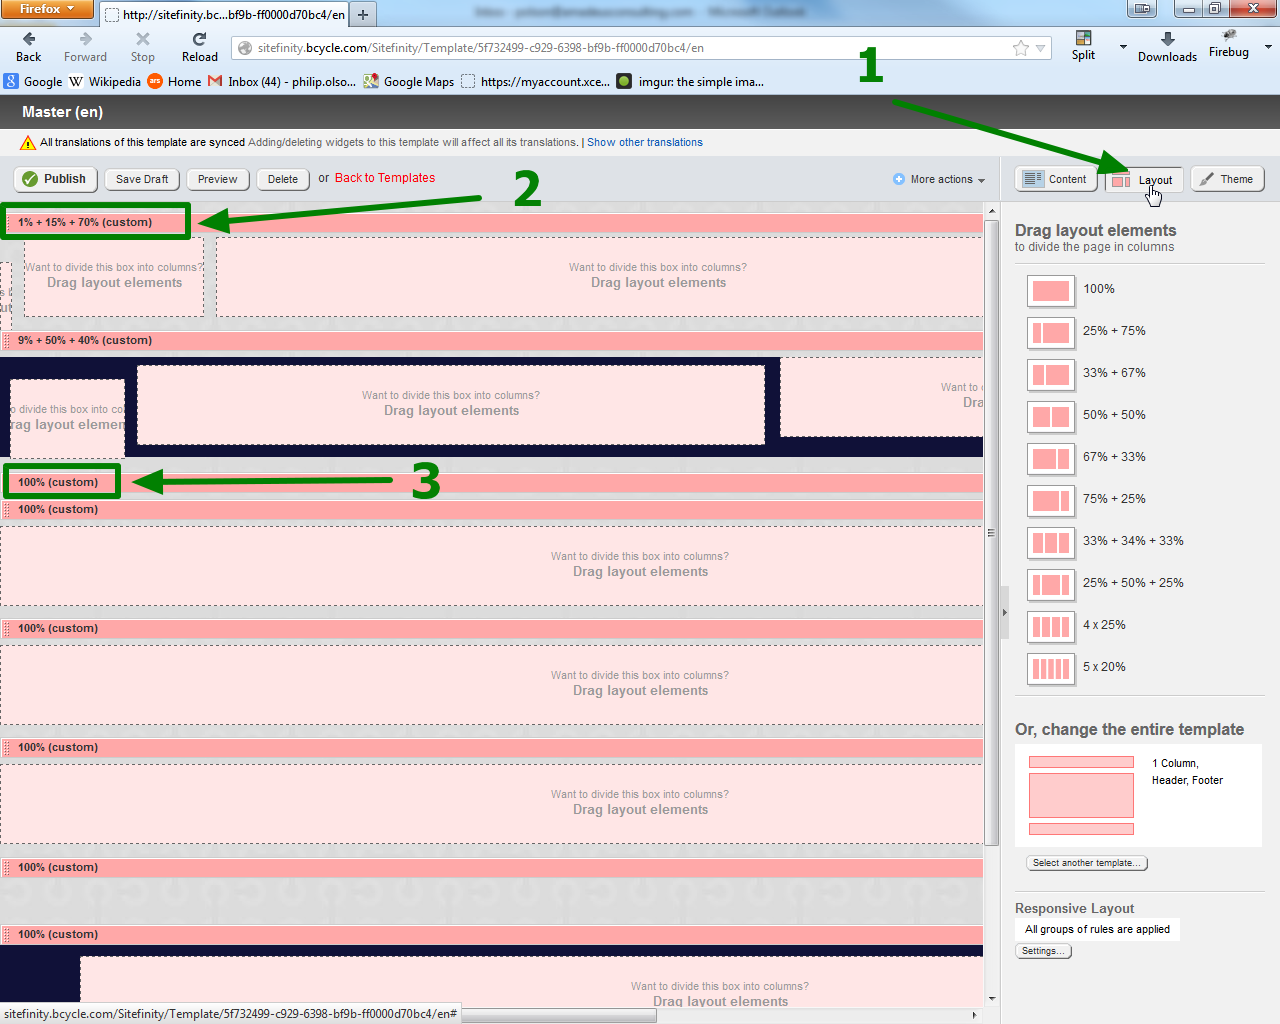 Firefox
http://sitefinity.bc...bf9b-ff0000d70bc4/en
Back
Forward
Stop
Reload
sitefinity.bcycle.com/Sitefinity/Template/5f732499-c929-6398-bf9b-ff0000d70bc4/en
Split
Downloads
Firebug
Google
Wikipedia
Home
Inbox (44) - philip.olso...
Google Maps
https://myaccount.xce...
imgur: the simple ima...
1
Master (en)
All translations of this template are synced Adding/deleting widgets to this template will affect all its translations. | Show other translations
Publish
Save Draft
Preview
Delete
or Back to Templates
More actions
Content
Layout
Theme
2
1% + 15% + 70% (custom)
Want to divide this box into columns?
Drag layout elements
Want to divide this box into columns?
Drag layout elements
9% + 50% + 40% (custom)
o divide this box into co
rag layout elemen
Want to divide this box into columns?
Drag layout elements
Want to
Dra
3
100% (custom)
100% (custom)
Want to divide this box into columns?
Drag layout elements
100% (custom)
Want to divide this box into columns?
Drag layout elements
100% (custom)
Want to divide this box into columns?
Drag layout elements
100% (custom)
100% (custom)
Want to divide this box into columns?
Drag layout elements
Drag layout elements
to divide the page in columns
100%
25% + 75%
33% + 67%
50% + 50%
67% + 33%
75% + 25%
33% + 34% + 33%
25% + 50% + 25%
4 x 25%
5 x 20%
Or, change the entire template
1 Column,
Header, Footer
Select another template...
Responsive Layout
All groups of rules are applied
Settings...
sitefinity.bcycle.com/Sitefinity/Template/5f732499-c929-6398-bf9b-ff0000d70bc4/en#